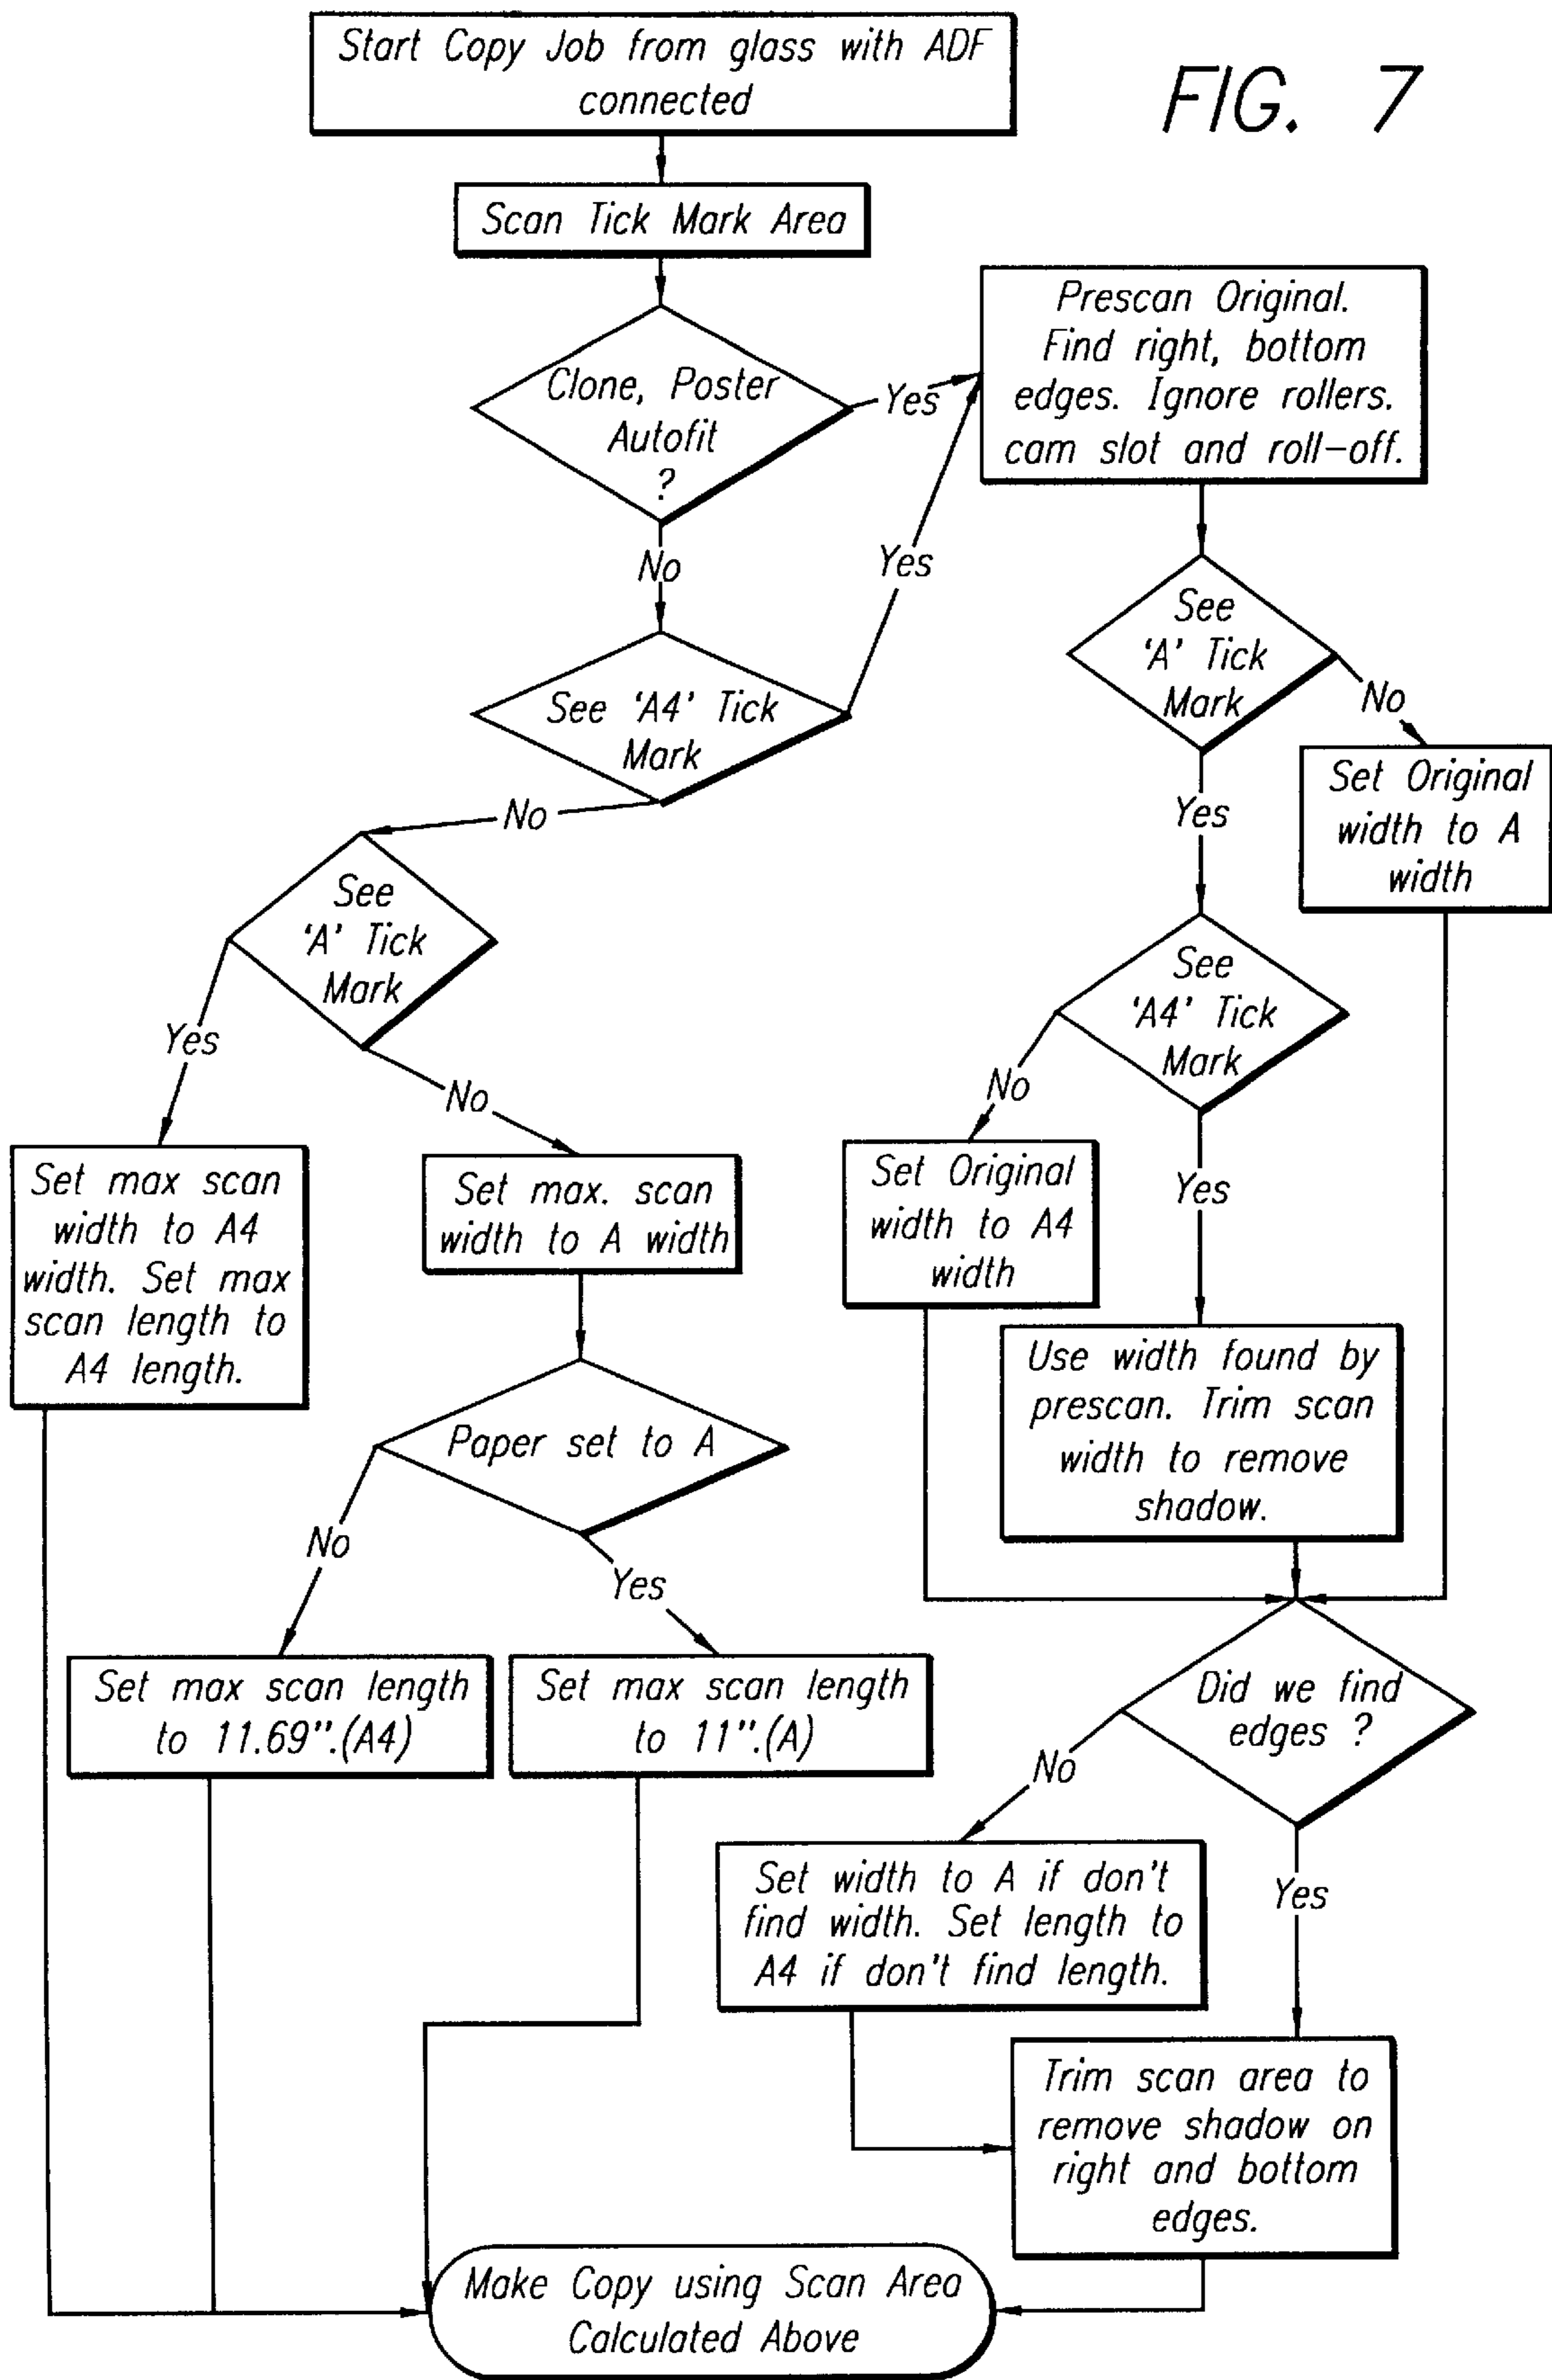 FIG. 7
Start Copy Job from glass with ADF
connected
Scan Tick Mark Area
Clone, Poster
Autofit
?
Yes
No
Prescan Original.
Find right, bottom
edges. Ignore rollers.
cam slot and roll-off.
See 'A4' Tick
Mark
Yes
No
See
'A' Tick
Mark
No
Yes
Set Original
width to A
width
See
'A' Tick
Mark
Yes
No
See
'A4' Tick
Mark
No
Yes
Set max scan
width to A4
width. Set max
scan length to
A4 length.
Set max. scan
width to A width
Set Original
width to A4
width
Use width found by
prescan. Trim scan
width to remove
shadow.
Paper set to A
No
Yes
Set max scan length
to 11.69".(A4)
Set max scan length
to 11".(A)
Did we find
edges ?
No
Yes
Set width to A if don't
find width. Set length to
A4 if don't find length.
Trim scan area to
remove shadow on
right and bottom
edges.
Make Copy using Scan Area
Calculated Above